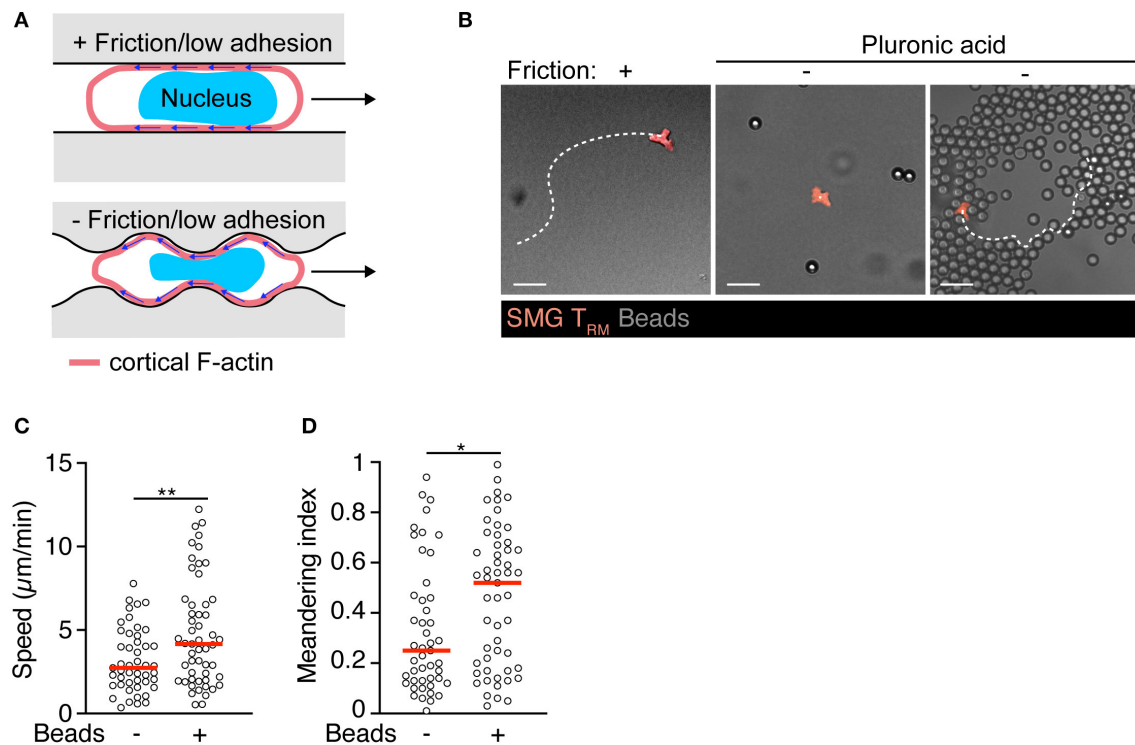 A
+ Friction/low adhesion
Nucleus
- Friction/low adhesion
cortical F-actin
B
Pluronic acid
Friction: + - -
SMG TRM Beads
C
Speed (µm/min)
15
10
5
0
**
Beads - +
D
Meandering index
1
0.8
0.6
0.4
0.2
0
*
Beads - +